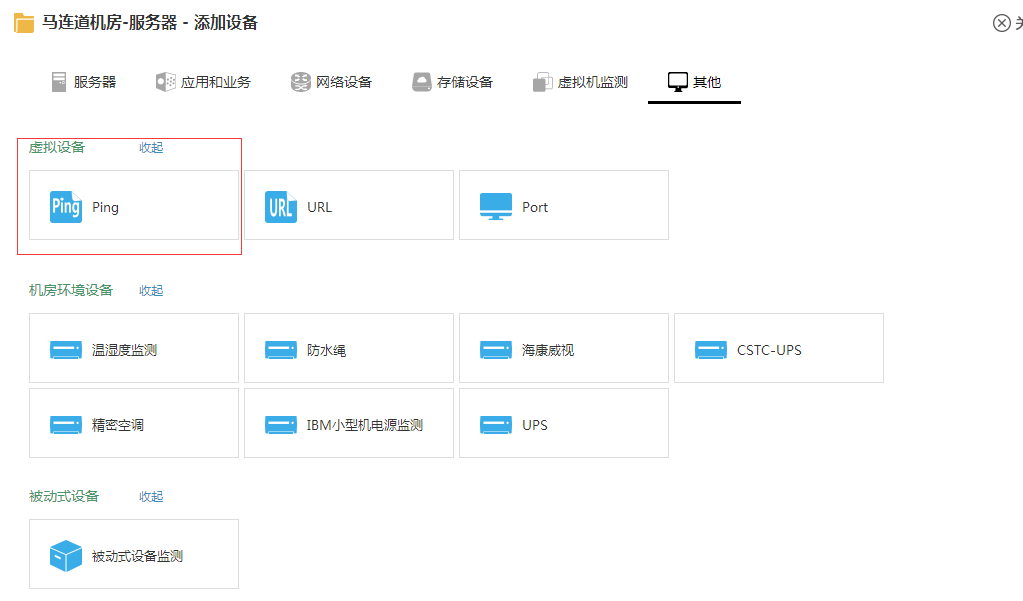 马连道机房-服务器 - 添加设备
服务器 应用和业务 网络设备 存储设备 虚拟机监测 其他
虚拟设备 收起
Ping Ping URL URL Port
机房环境设备 收起
温湿度监测 防水绳 海康威视 CSTC-UPS
精密空调 IBM小型机电源监测 UPS
被动式设备 收起
被动式设备监测